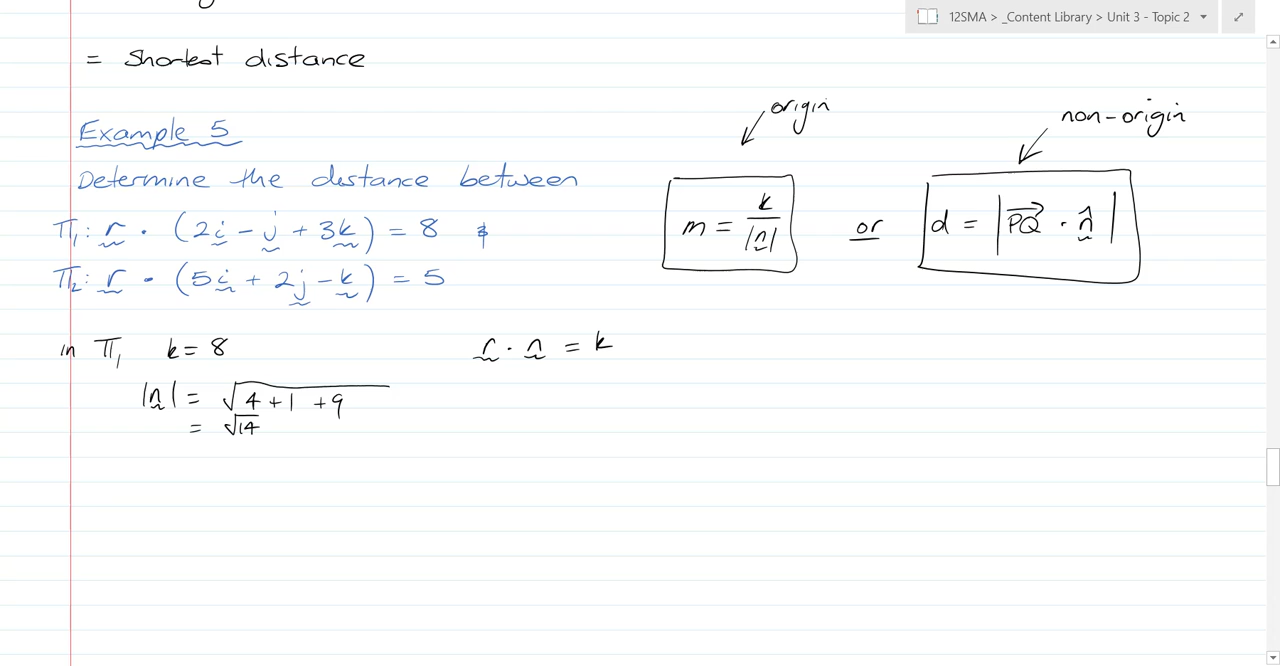 12SMA > _Content Library > Unit 3 - Topic 2
= Shortest distance
Example 5
Determine the distance between
π₁: r · (2i - j + 3k) = 8 &
π₂: r · (5i + 2j - k) = 5
origin
non-origin
m = k/|n| or d = |PQ⃗ · n̂|
in π₁ k = 8
r · n = k
|n| = √(4 + 1 + 9)
= √14